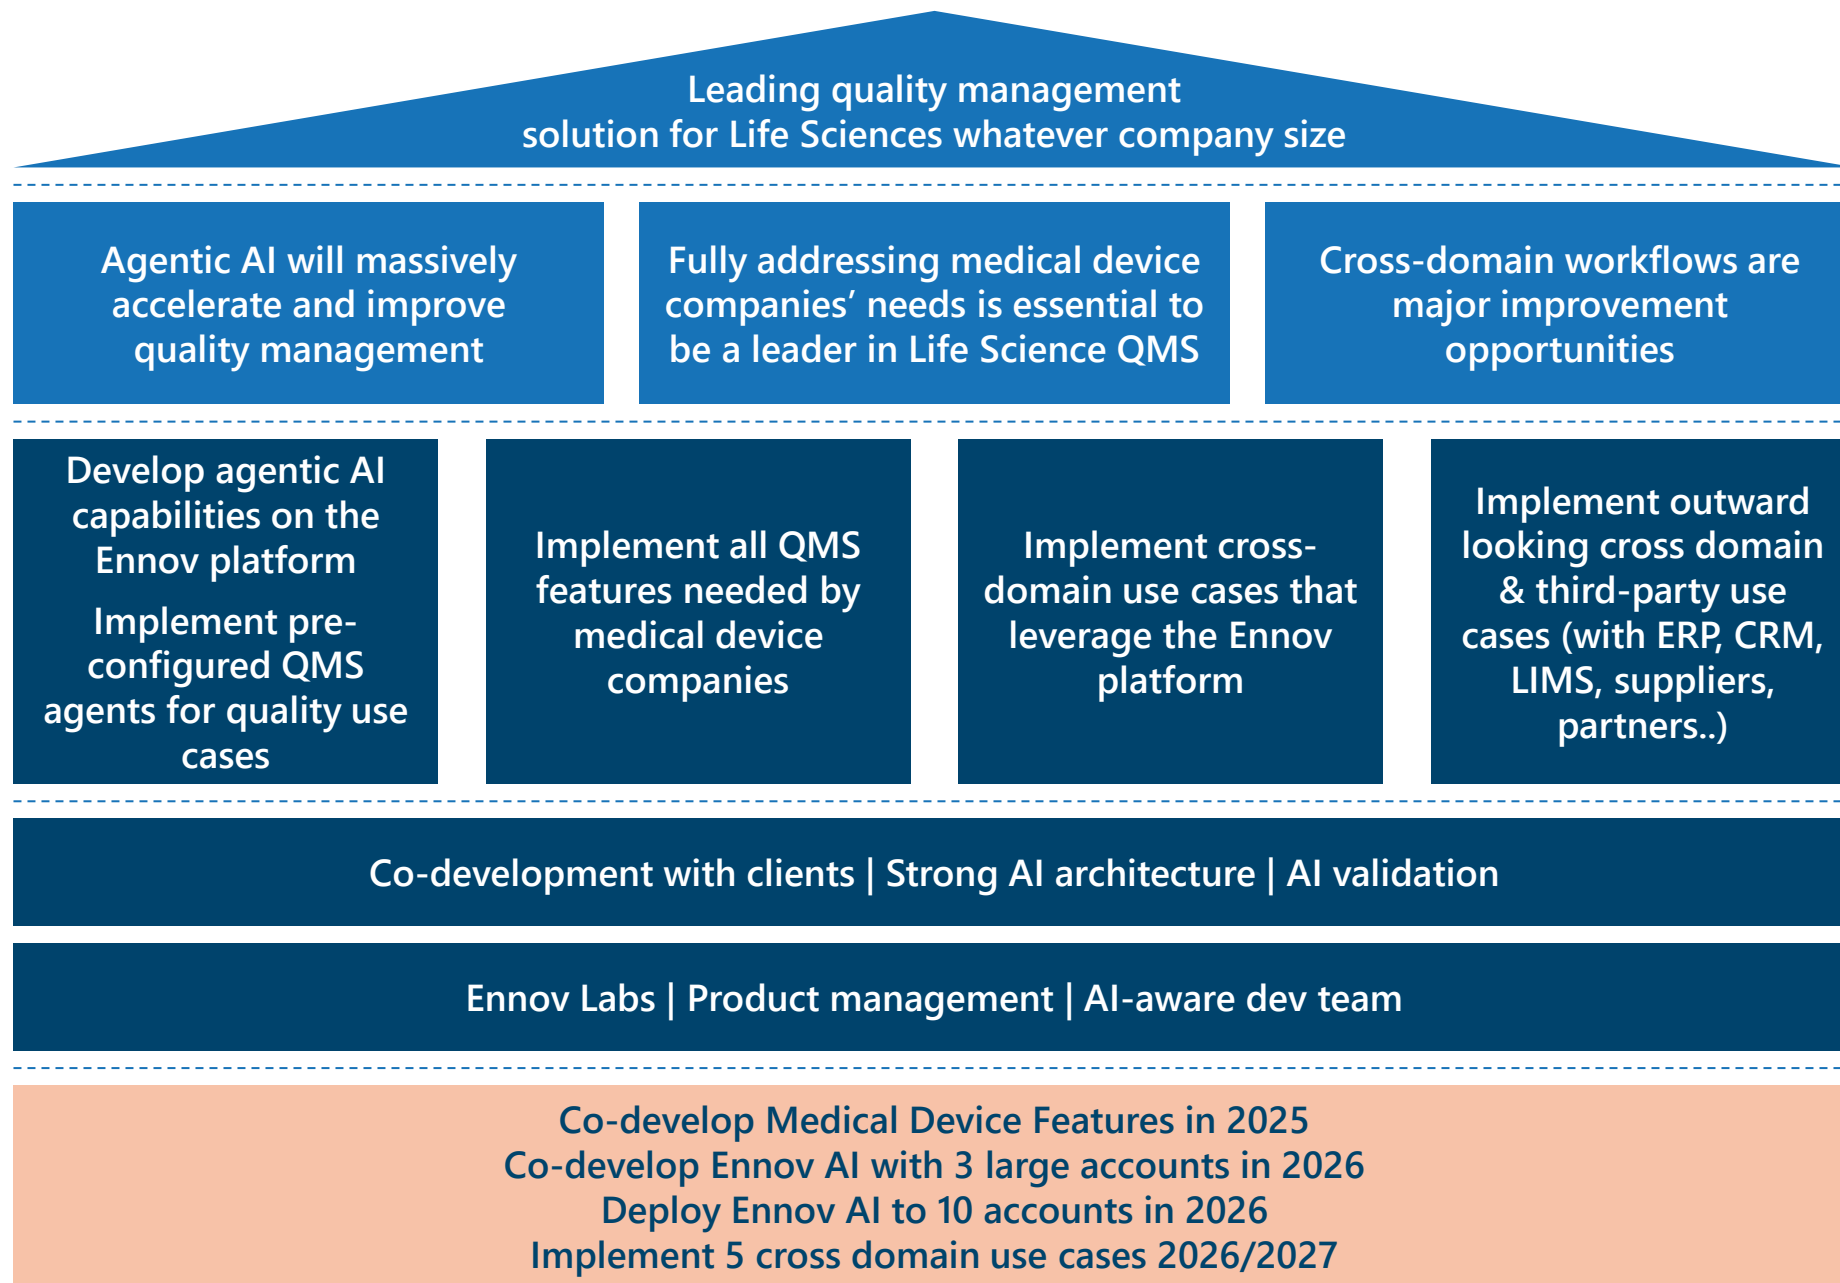 Leading quality management
solution for Life Sciences whatever company size
Agentic AI will massively
accelerate and improve
quality management
Fully addressing medical device
companies’ needs is essential to
be a leader in Life Science QMS
Cross-domain workflows are
major improvement
opportunities
Develop agentic AI
capabilities on the
Ennov platform
Implement pre-
configured QMS
agents for quality use
cases
Implement all QMS
features needed by
medical device
companies
Implement cross-
domain use cases that
leverage the Ennov
platform
Implement outward
looking cross domain
& third-party use
cases (with ERP, CRM,
LIMS, suppliers,
partners..)
Co-development with clients | Strong AI architecture | AI validation
Ennov Labs | Product management | AI-aware dev team
Co-develop Medical Device Features in 2025
Co-develop Ennov AI with 3 large accounts in 2026
Deploy Ennov AI to 10 accounts in 2026
Implement 5 cross domain use cases 2026/2027